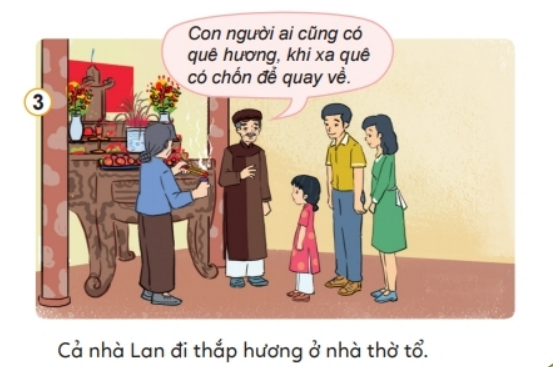 Con người ai cũng có
quê hương, khi xa quê
có chốn để quay về.
3
Cả nhà Lan đi thắp hương ở nhà thờ tổ.